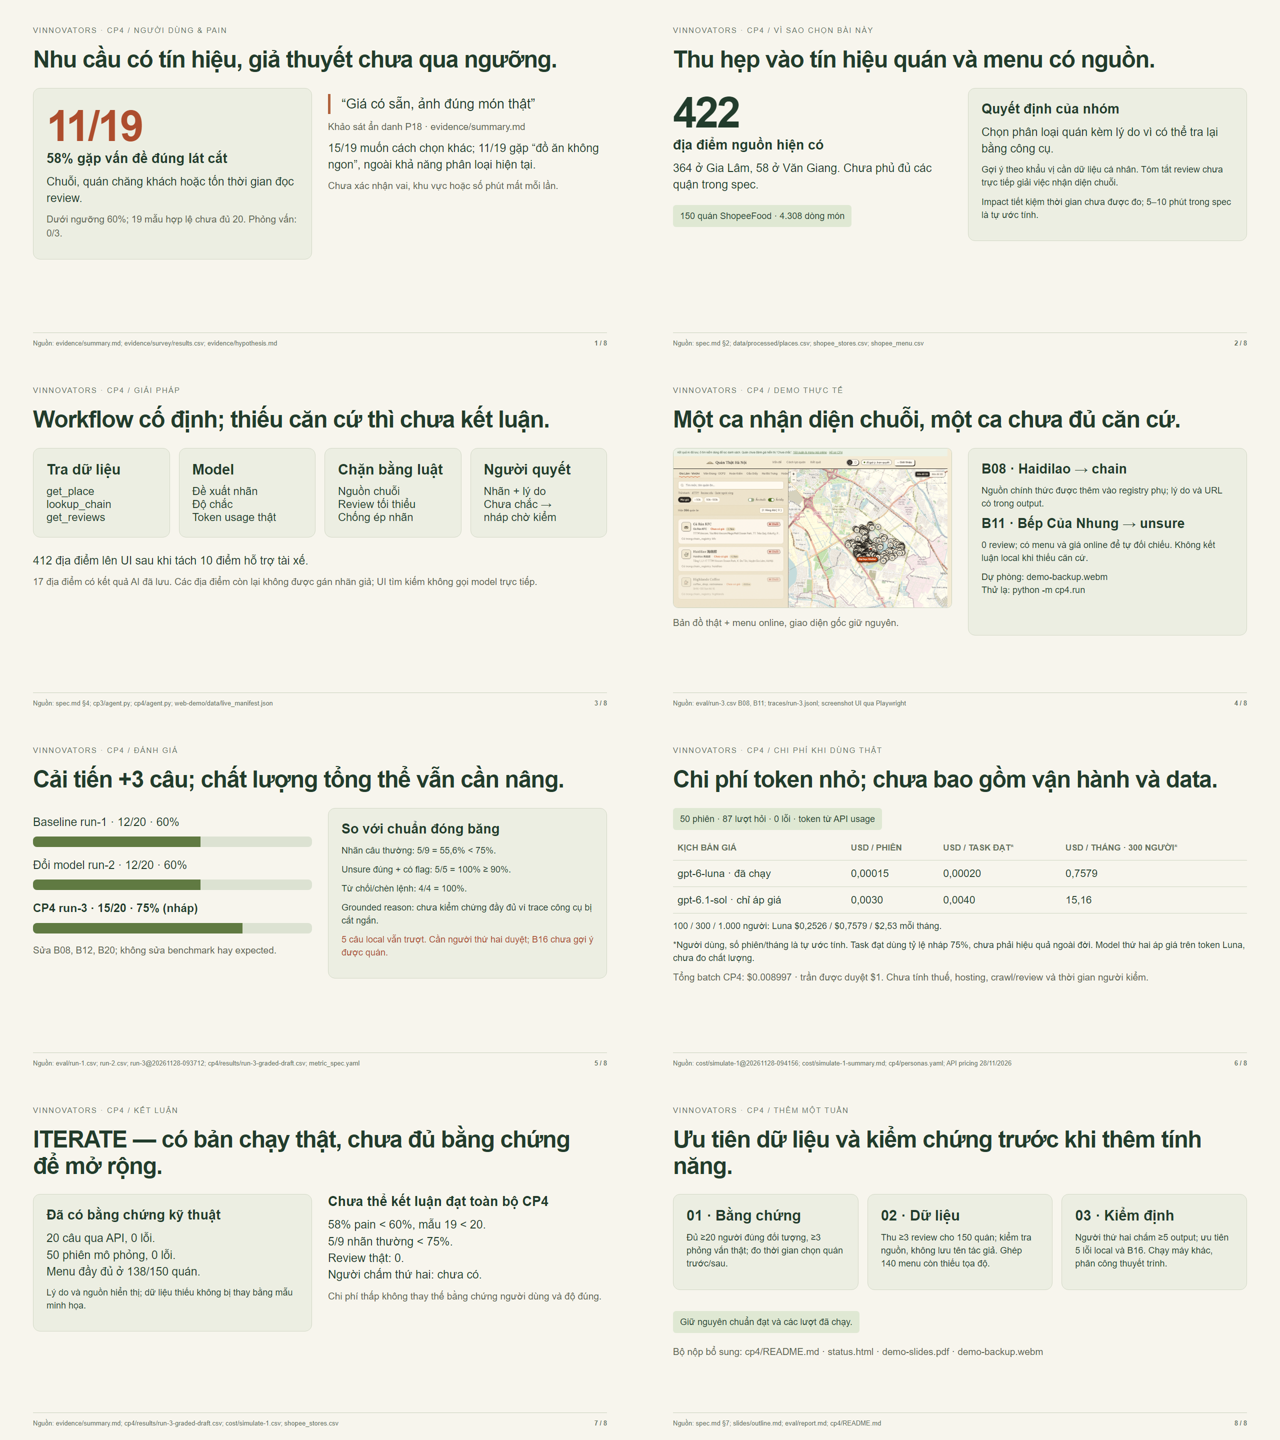 VINNOVATORS · CP4 / NGƯỜI DÙNG & PAIN
Nhu cầu có tín hiệu, giả thuyết chưa qua ngưỡng.
11/19
58% gặp vấn đề đúng lát cắt
Chuỗi, quán chăng khách hoặc tốn thời gian đọc
review.
Dưới ngưỡng 60%; 19 mẫu hợp lệ chưa đủ 20. Phỏng vấn:
0/3.
“Giá có sẵn, ảnh đúng món thật”
Khảo sát ẩn danh P18 · evidence/summary.md
15/19 muốn cách chọn khác; 11/19 gặp “đồ ăn không
ngon”, ngoài khả năng phân loại hiện tại.
Chưa xác nhận vai, khu vực hoặc số phút mất mỗi lần.
Nguồn: evidence/summary.md; evidence/survey/results.csv; evidence/hypothesis.md
1 / 8
VINNOVATORS · CP4 / VÌ SAO CHỌN BÀI NÀY
Thu hẹp vào tín hiệu quán và menu có nguồn.
422
địa điểm nguồn hiện có
364 ở Gia Lâm, 58 ở Văn Giang. Chưa phủ đủ các
quận trong spec.
150 quán ShopeeFood · 4.308 dòng món
Quyết định của nhóm
Chọn phân loại quán kèm lý do vì có thể tra lại
bằng công cụ.
Gợi ý theo khẩu vị cần dữ liệu cá nhân. Tóm tắt review chưa
trực tiếp giải việc nhận diện chuỗi.
Impact tiết kiệm thời gian chưa được đo; 5–10 phút trong spec
là tự ước tính.
Nguồn: spec.md §2; data/processed/places.csv; shopee_stores.csv; shopee_menu.csv
2 / 8
VINNOVATORS · CP4 / GIẢI PHÁP
Workflow cố định; thiếu căn cứ thì chưa kết luận.
Tra dữ liệu
get_place
lookup_chain
get_reviews
Model
Đề xuất nhãn
Độ chắc
Token usage thật
Chặn bằng luật
Nguồn chuỗi
Review tối thiểu
Chống ép nhãn
Người quyết
Nhãn + lý do
Chưa chắc →
nháp chờ kiểm
412 địa điểm lên UI sau khi tách 10 điểm hỗ trợ tài xế.
17 địa điểm có kết quả AI đã lưu. Các địa điểm còn lại không được gán nhãn giả; UI tìm kiếm không gọi model trực tiếp.
Nguồn: spec.md §4; cp3/agent.py; cp4/agent.py; web-demo/data/live_manifest.json
3 / 8
VINNOVATORS · CP4 / DEMO THỰC TẾ
Một ca nhận diện chuỗi, một ca chưa đủ căn cứ.
Bản đồ thật + menu online, giao diện gốc giữ nguyên.
B08 · Haidilao → chain
Nguồn chính thức được thêm vào registry phụ; lý do và URL
có trong output.
B11 · Bếp Của Nhung → unsure
0 review; có menu và giá online để tự đối chiếu. Không kết
luận local khi thiếu căn cứ.
Dự phòng: demo-backup.webm
Thử lạ: python -m cp4.run
Nguồn: eval/run-3.csv B08, B11; traces/run-3.jsonl; screenshot UI qua Playwright
4 / 8
VINNOVATORS · CP4 / ĐÁNH GIÁ
Cải tiến +3 câu; chất lượng tổng thể vẫn cần nâng.
Baseline run-1 · 12/20 · 60%
Đổi model run-2 · 12/20 · 60%
CP4 run-3 · 15/20 · 75% (nháp)
Sửa B08, B12, B20; không sửa benchmark hay expected.
So với chuẩn đóng băng
Nhãn câu thường: 5/9 = 55,6% < 75%.
Unsure đúng + có flag: 5/5 = 100% ≥ 90%.
Từ chối/chèn lệnh: 4/4 = 100%.
Grounded reason: chưa kiểm chứng đầy đủ vì trace công cụ bị
cắt ngắn.
5 câu local vẫn trượt. Cần người thứ hai duyệt; B16 chưa gợi ý
được quán.
Nguồn: eval/run-1.csv; run-2.csv; run-3@20261128-093712; cp4/results/run-3-graded-draft.csv; metric_spec.yaml
5 / 8
VINNOVATORS · CP4 / CHI PHÍ KHI DÙNG THẬT
Chi phí token nhỏ; chưa bao gồm vận hành và data.
50 phiên · 87 lượt hỏi · 0 lỗi · token từ API usage
KỊCH BẢN GIÁ USD / PHIÊN USD / TASK ĐẠT* USD / THÁNG · 300 NGƯỜI*
gpt-6-luna · đã chạy 0,00015 0,00020 0,7579
gpt-6.1-sol · chỉ áp giá 0,0030 0,0040 15,16
100 / 300 / 1.000 người: Luna $0,2526 / $0,7579 / $2,53 mỗi tháng.
*Người dùng, số phiên/tháng là tự ước tính. Task đạt dùng tỷ lệ nháp 75%, chưa phải hiệu quả ngoài đời. Model thứ hai áp giá trên token Luna,
chưa đo chất lượng.
Tổng batch CP4: $0.008997 · trần được duyệt $1. Chưa tính thuế, hosting, crawl/review và thời gian người kiểm.
Nguồn: cost/simulate-1@20261128-094156; cost/simulate-1-summary.md; cp4/personas.yaml; API pricing 28/11/2026
6 / 8
VINNOVATORS · CP4 / KẾT LUẬN
ITERATE — có bản chạy thật, chưa đủ bằng chứng
để mở rộng.
Đã có bằng chứng kỹ thuật
20 câu qua API, 0 lỗi.
50 phiên mô phỏng, 0 lỗi.
Menu đầy đủ ở 138/150 quán.
Lý do và nguồn hiển thị; dữ liệu thiếu không bị thay bằng mẫu
minh họa.
Chưa thể kết luận đạt toàn bộ CP4
58% pain < 60%, mẫu 19 < 20.
5/9 nhãn thường < 75%.
Review thật: 0.
Người chấm thứ hai: chưa có.
Chi phí thấp không thay thế bằng chứng người dùng và độ đúng.
Nguồn: evidence/summary.md; cp4/results/run-3-graded-draft.csv; cost/simulate-1.csv; shopee_stores.csv
7 / 8
VINNOVATORS · CP4 / THÊM MỘT TUẦN
Ưu tiên dữ liệu và kiểm chứng trước khi thêm tính
năng.
01 · Bằng chứng
Đủ ≥20 người đúng đối tượng, ≥3
phỏng vấn thật; đo thời gian chọn quán
trước/sau.
02 · Dữ liệu
Thu ≥3 review cho 150 quán; kiểm tra
nguồn, không lưu tên tác giả. Ghép
140 menu còn thiếu tọa độ.
03 · Kiểm định
Người thứ hai chấm ≥5 output; ưu tiên
5 lỗi local và B16. Chạy máy khác,
phân công thuyết trình.
Giữ nguyên chuẩn đạt và các lượt đã chạy.
Bộ nộp bổ sung: cp4/README.md · status.html · demo-slides.pdf · demo-backup.webm
Nguồn: spec.md §7; slides/outline.md; eval/report.md; cp4/README.md
8 / 8